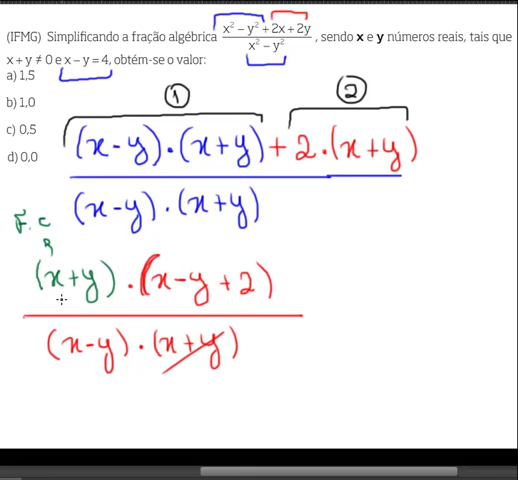 (IFMG) Simplificando a fração algébrica (x² – y² + 2x + 2y)/(x² – y²), sendo x e y números reais, tais que
x + y ≠ 0 e x – y = 4, obtém-se o valor:
a) 1,5
b) 1,0
c) 0,5
d) 0,0
① ②
(x-y)·(x+y) + 2·(x+y)
(x-y)·(x+y)
F.C
(x+y)·(x-y+2)
(x-y)·(x+y)